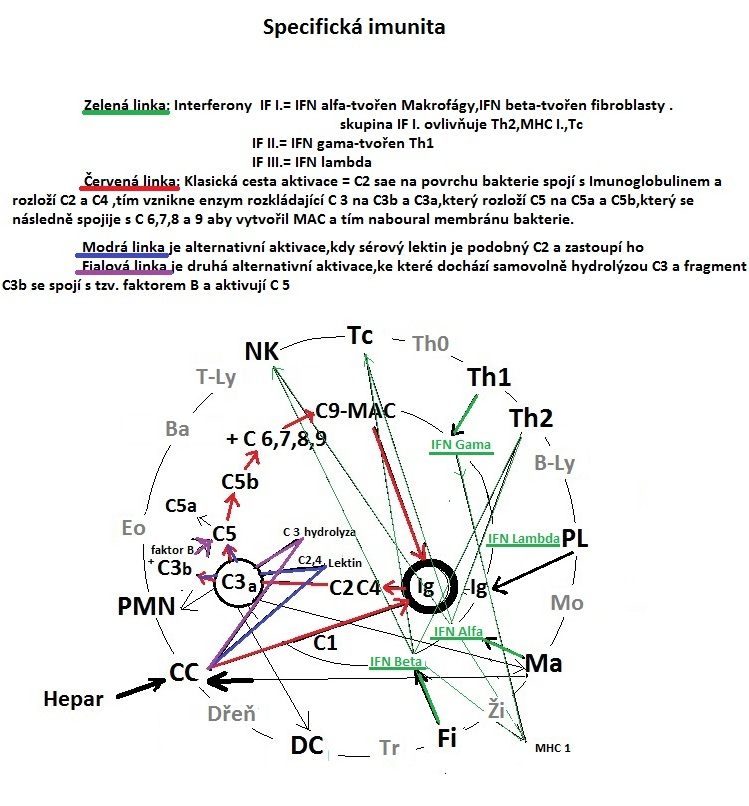 Specifická imunita
Zelená linka: Interferony IF I.= IFN alfa-tvořen Makrofágy,IFN beta-tvořen fibroblasty .
skupina IF I. ovlivňuje Th2,MHC I.,Tc
IF II.= IFN gama-tvořen Th1
IF III.= IFN lambda
Červená linka: Klasická cesta aktivace = C2 sae na povrchu bakterie spojí s Imunoglobulinem a
rozloží C2 a C4 ,tím vznikne enzym rozkládající C 3 na C3b a C3a,který rozloží C5 na C5a a C5b,který se
následně spojije s C 6,7,8 a 9 aby vytvořil MAC a tím naboural membránu bakterie.
Modrá linka je alternativní aktivace,kdy sérový lektin je podobný C2 a zastoupí ho
Fialová linka je druhá alternativní aktivace,ke které dochází samovolně hydrolýzou C3 a fragment
C3b se spojí s tzv. faktorem B a aktivují C 5
Tc
Th0
NK
T-Ly
Th1
C9-MAC
Th2
Ba
+ C 6,7,8,9
IFN Gama
B-Ly
C5b
C5a
Eo
C5
C 3 hydrolyza
IFN Lambda
PL
faktor B
+
C3b
C2,4
Lektin
C3a
C2 C4
Ig
Ig
PMN
Mo
C1
IFN Alfa
IFN Beta
Ma
CC
Hepar
Dřeň
Ži
DC
Tr
Fi
MHC 1